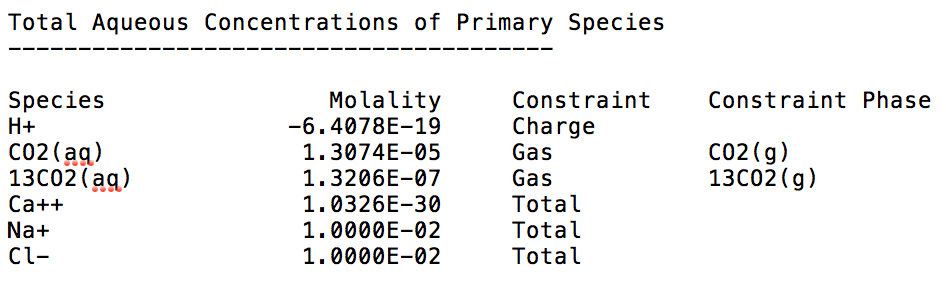 Total Aqueous Concentrations of Primary Species
---------------------------------------
Species Molality Constraint Constraint Phase
H+ -6.4078E-19 Charge
CO2(aq) 1.3074E-05 Gas CO2(g)
13CO2(aq) 1.3206E-07 Gas 13CO2(g)
Ca++ 1.0326E-30 Total
Na+ 1.0000E-02 Total
Cl- 1.0000E-02 Total